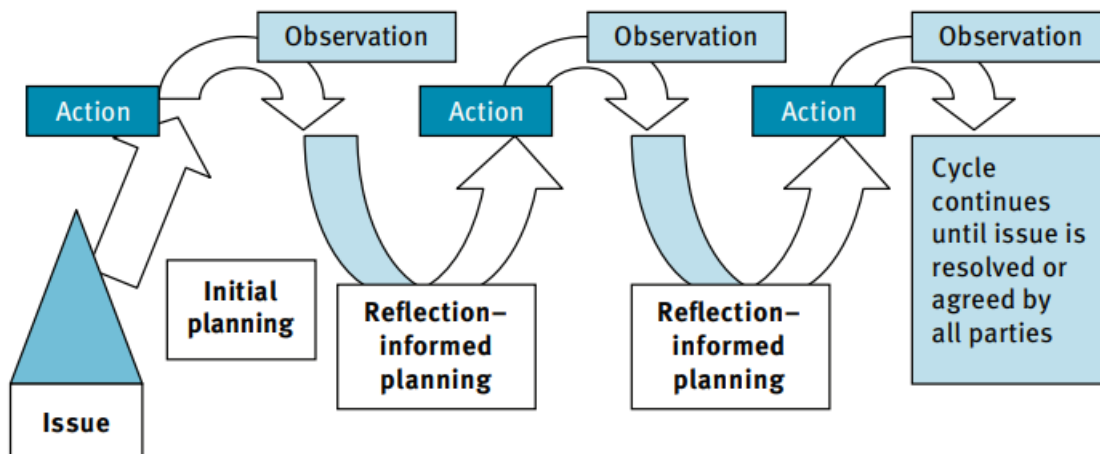 Observation
Observation
Observation
Action
Action
Action
Cycle
continues
until issue is
resolved or
agreed by
all parties
Initial
planning
Reflection–
informed
planning
Reflection–
informed
planning
Issue